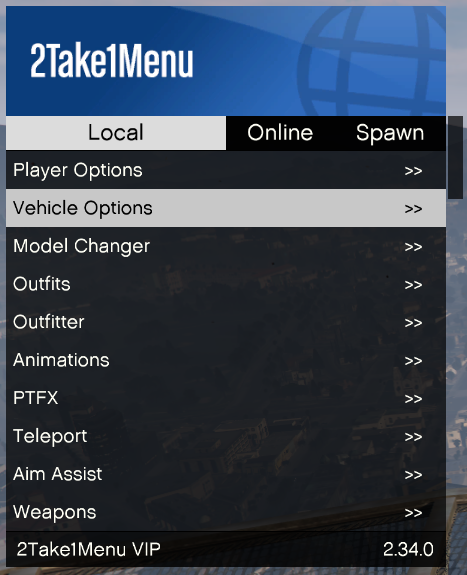 2Take1Menu
Local Online Spawn
Player Options >>
Vehicle Options >>
Model Changer >>
Outfits >>
Outfitter >>
Animations >>
PTFX >>
Teleport >>
Aim Assist >>
Weapons >>
2Take1Menu VIP 2.34.0